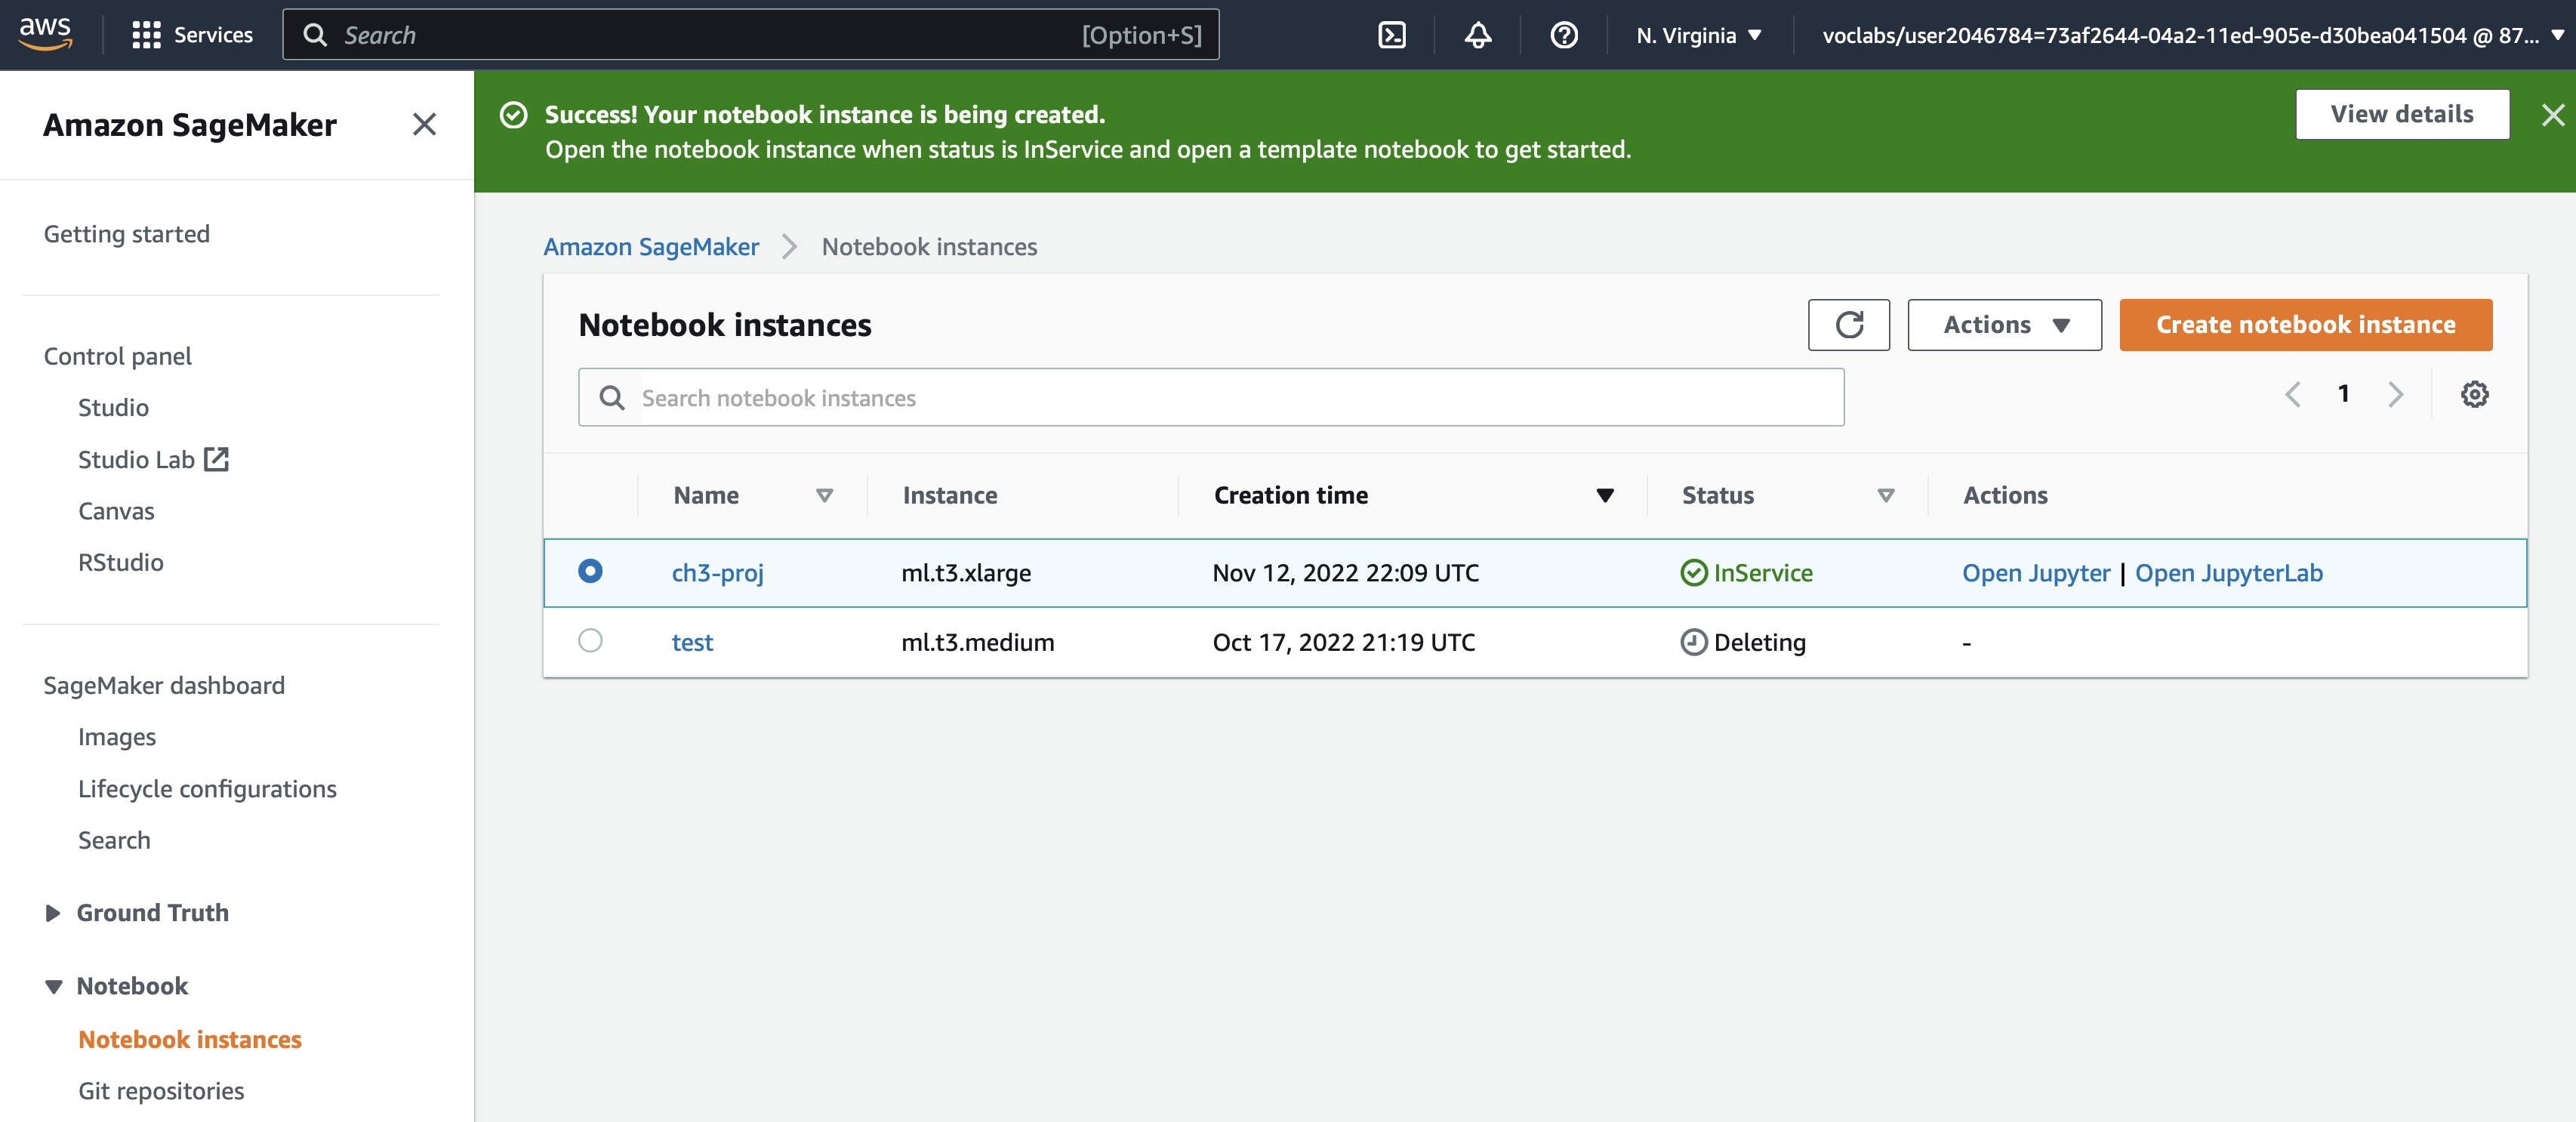 aws
Services
Search
[Option+S]
N. Virginia
voclabs/user2046784=73af2644-04a2-11ed-905e-d30bea041504 @ 87...
Amazon SageMaker
Getting started
Control panel
Studio
Studio Lab
Canvas
RStudio
SageMaker dashboard
Images
Lifecycle configurations
Search
Ground Truth
Notebook
Notebook instances
Git repositories
Success! Your notebook instance is being created.
Open the notebook instance when status is InService and open a template notebook to get started.
View details
Amazon SageMaker Notebook instances
Notebook instances
Actions
Create notebook instance
Search notebook instances
1
Name Instance Creation time Status Actions
ch3-proj ml.t3.xlarge Nov 12, 2022 22:09 UTC InService Open Jupyter | Open JupyterLab
test ml.t3.medium Oct 17, 2022 21:19 UTC Deleting -